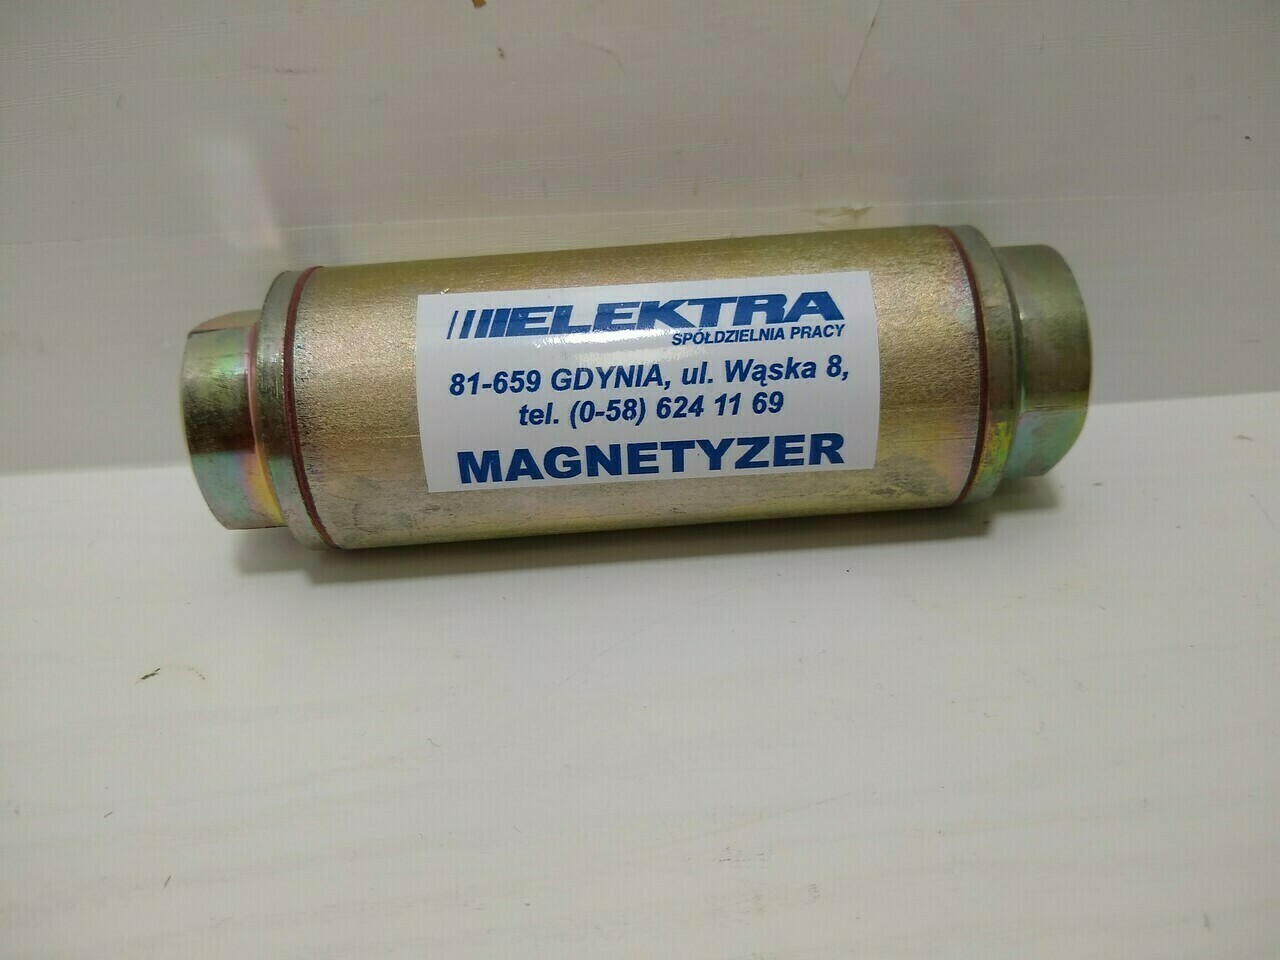 ELEKTRA
SPÓŁDZIELNIA PRACY
81-659 GDYNIA, ul. Wąska 8,
tel. (0-58) 624 11 69
MAGNETYZER